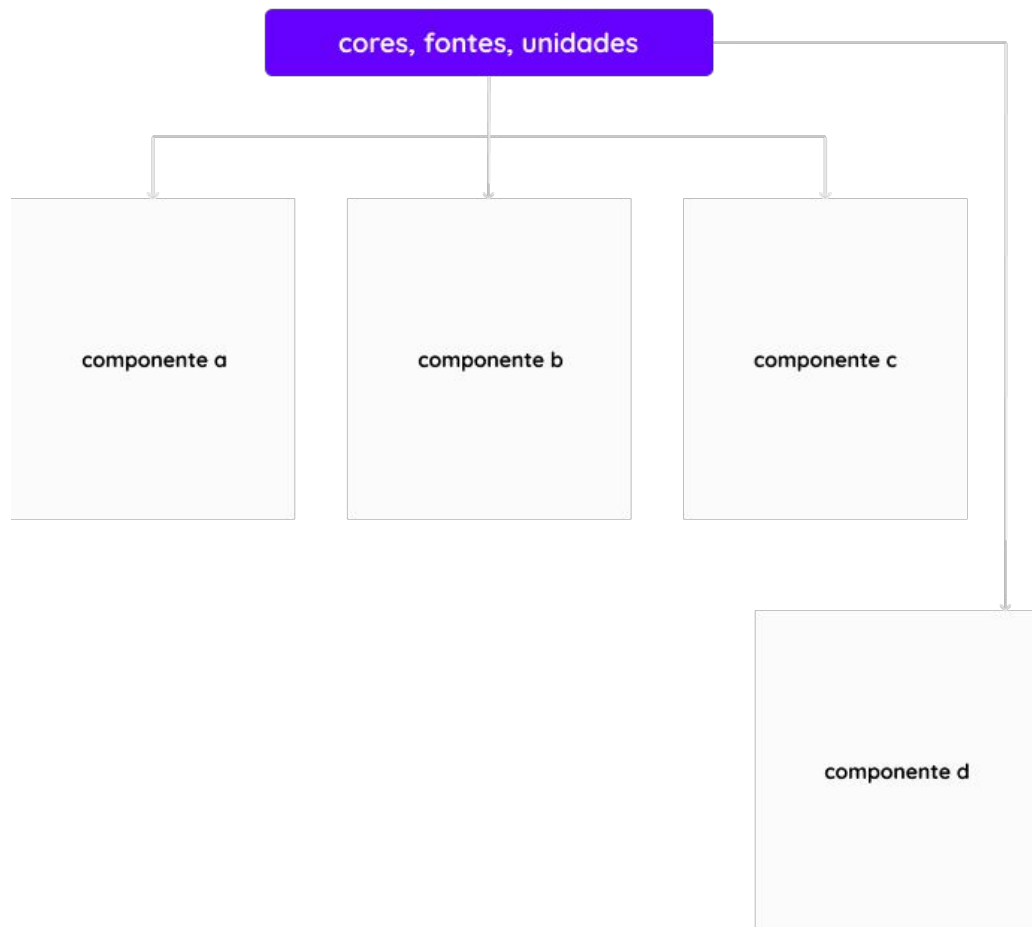 cores, fontes, unidades
componente a
componente b
componente c
componente d